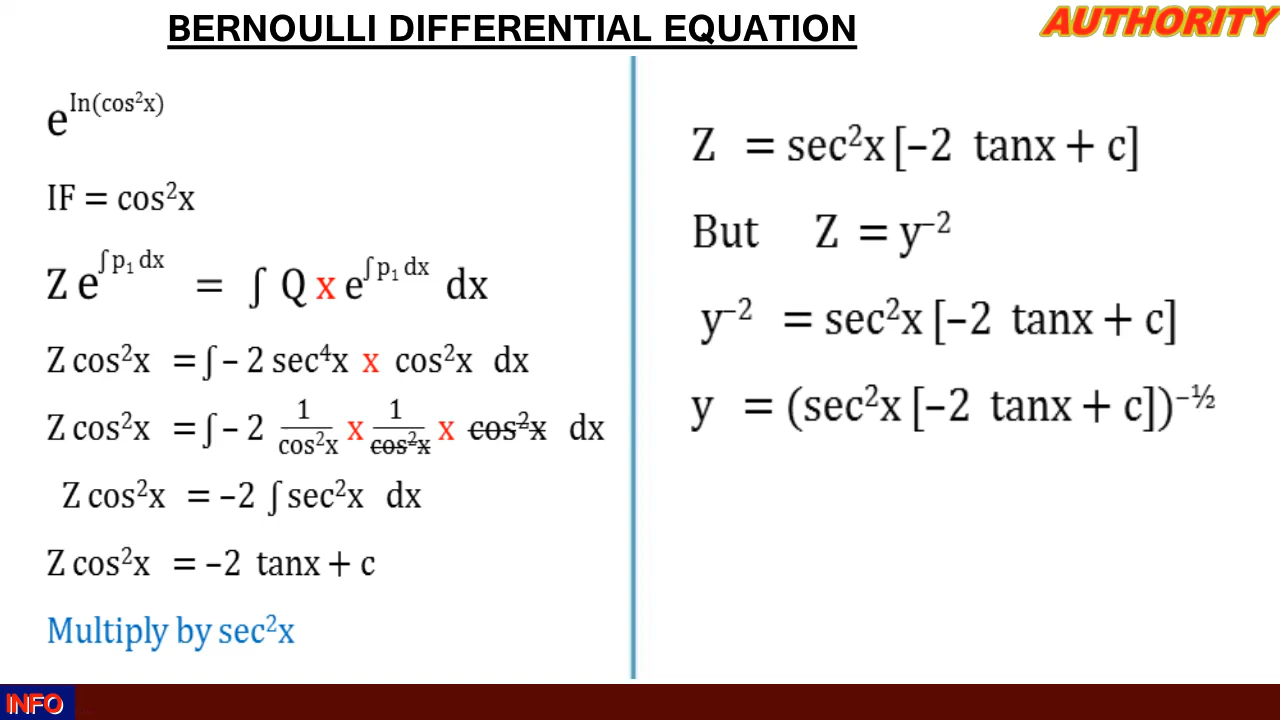 BERNOULLI DIFFERENTIAL EQUATION
AUTHORITY
e^In(cos²x)
IF = cos²x
Z e^∫p₁ dx = ∫ Q x e^∫p₁ dx dx
Z cos²x = ∫ – 2 sec⁴x x cos²x dx
Z cos²x = ∫ – 2 1/cos²x x 1/cos²x x cos²x dx
Z cos²x = –2 ∫ sec²x dx
Z cos²x = –2 tanx + c
Multiply by sec²x
Z = sec²x [–2 tanx + c]
But Z = y⁻²
y⁻² = sec²x [–2 tanx + c]
y = (sec²x [–2 tanx + c])^–½
INFO